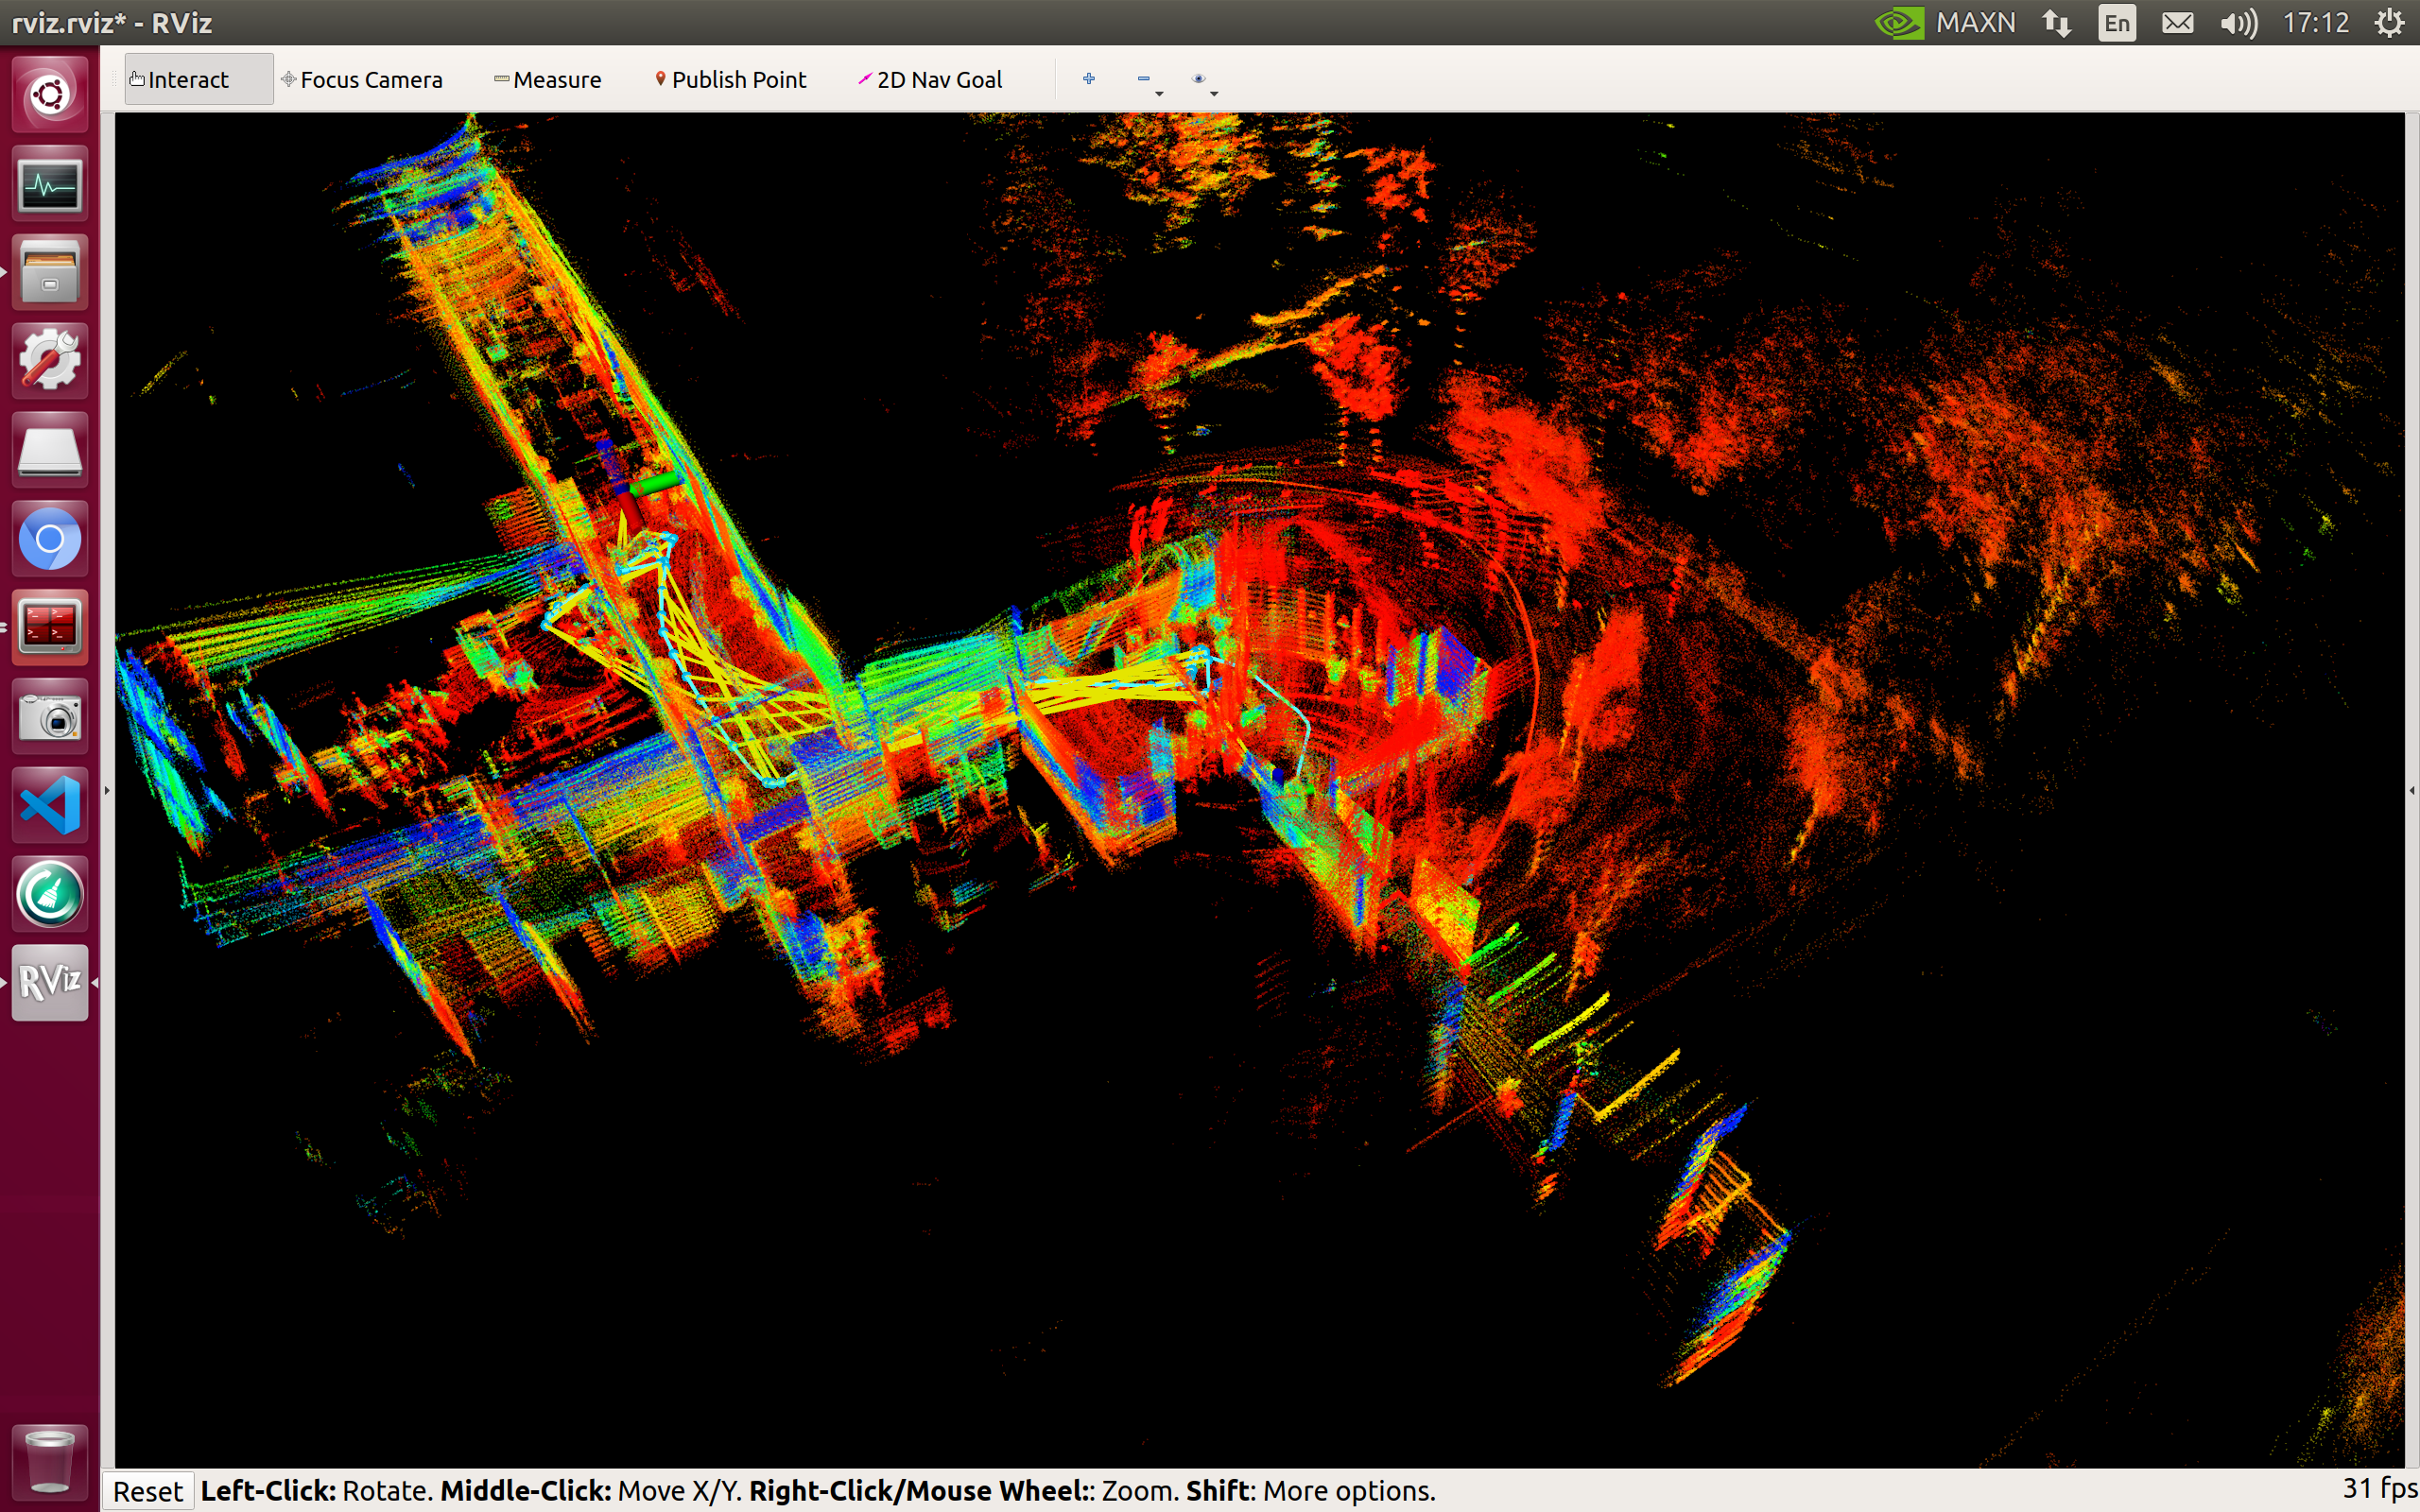 rviz.rviz* - RViz
MAXN
En
17:12
Interact
Focus Camera
Measure
Publish Point
2D Nav Goal
RViz
Reset
Left-Click: Rotate. Middle-Click: Move X/Y. Right-Click/Mouse Wheel:: Zoom. Shift: More options.
31 fps